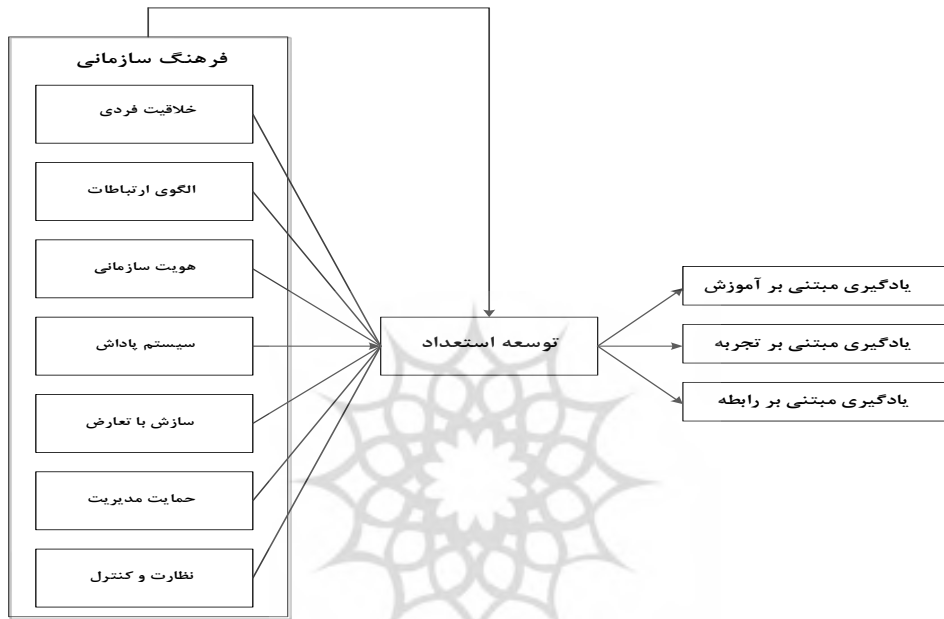 فرهنگ سازمانی
خلاقیت فردی
الگوی ارتباطات
هویت سازمانی
سیستم پاداش
سازش با تعارض
حمایت مدیریت
نظارت و کنترل
توسعه استعداد
یادگیری مبتنی بر آموزش
یادگیری مبتنی بر تجربه
یادگیری مبتنی بر رابطه